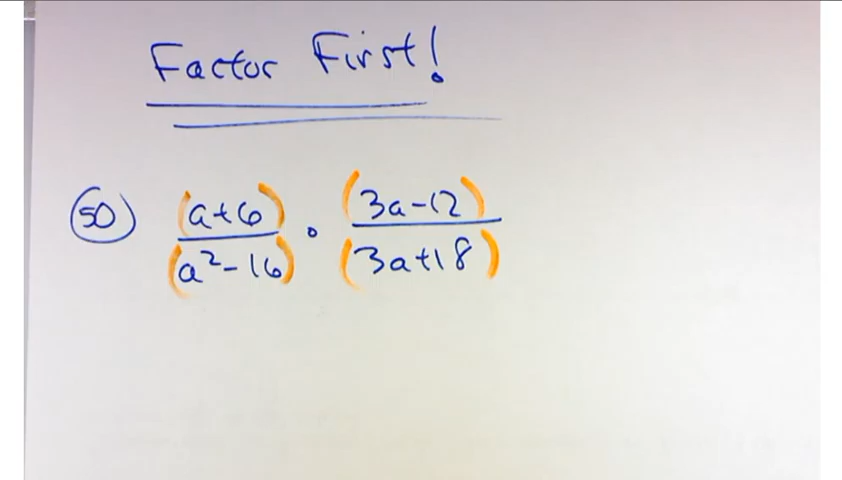 Factor First!
50 (a+6) (3a-12)
(a²-16) • (3a+18)